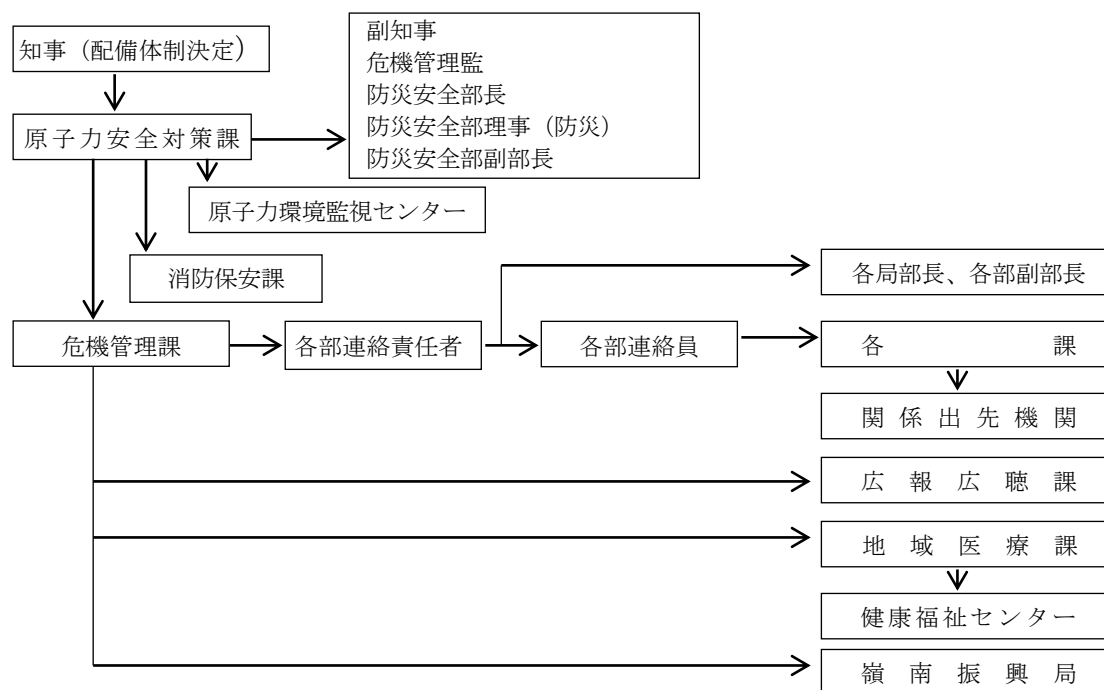 知事（配備体制決定）
副知事
危機管理監
防災安全部長
防災安全部理事（防災）
防災安全部副部長
原子力安全対策課
原子力環境監視センター
消防保安課
各局部長、各部副部長
危機管理課
各部連絡責任者
各部連絡員
各課
関係出先機関
広報広聴課
地域医療課
健康福祉センター
嶺南振興局